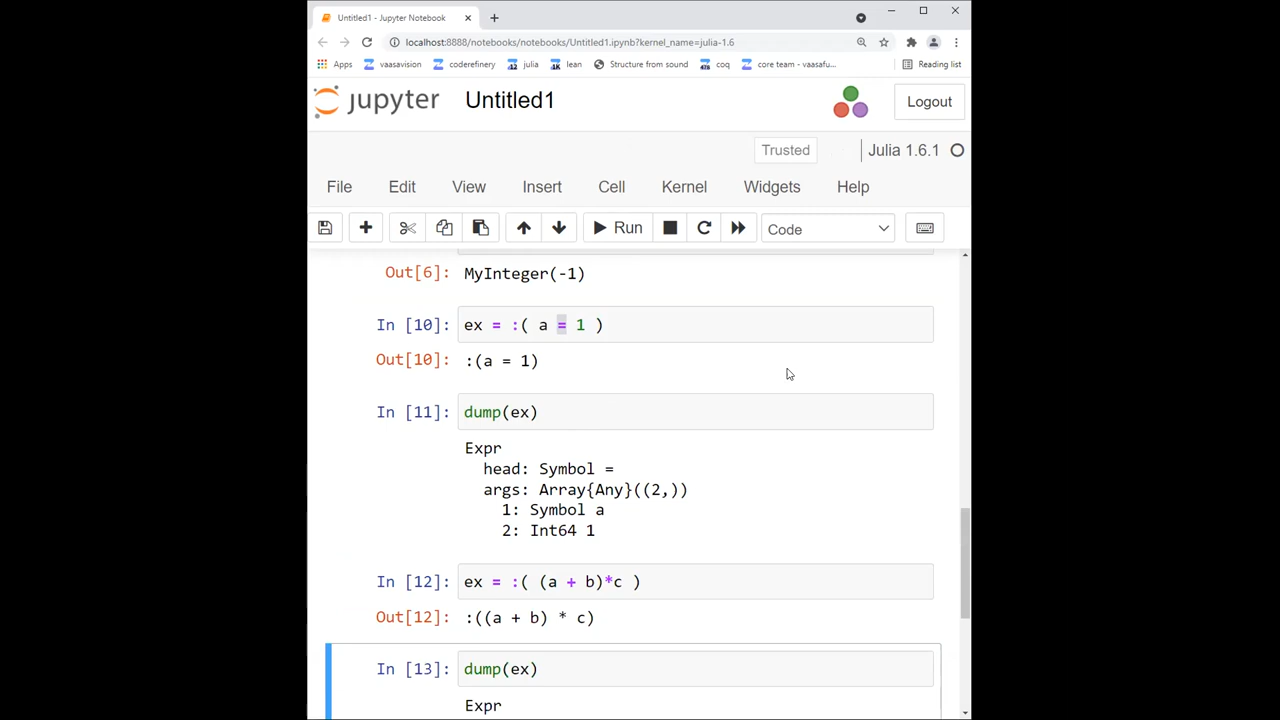 Untitled1 - Jupyter Notebook
localhost:8888/notebooks/notebooks/Untitled1.ipynb?kernel_name=julia-1.6
Apps vaasavision coderefinery julia lean Structure from sound coq core team - vaasafu... Reading list
jupyter Untitled1 Logout
Trusted Julia 1.6.1
File Edit View Insert Cell Kernel Widgets Help
Run Code
Out[6]: MyInteger(-1)
In [10]: ex = :( a = 1 )
Out[10]: :(a = 1)
In [11]: dump(ex)
Expr
head: Symbol =
args: Array{Any}((2,))
1: Symbol a
2: Int64 1
In [12]: ex = :( (a + b)*c )
Out[12]: :((a + b) * c)
In [13]: dump(ex)
Expr